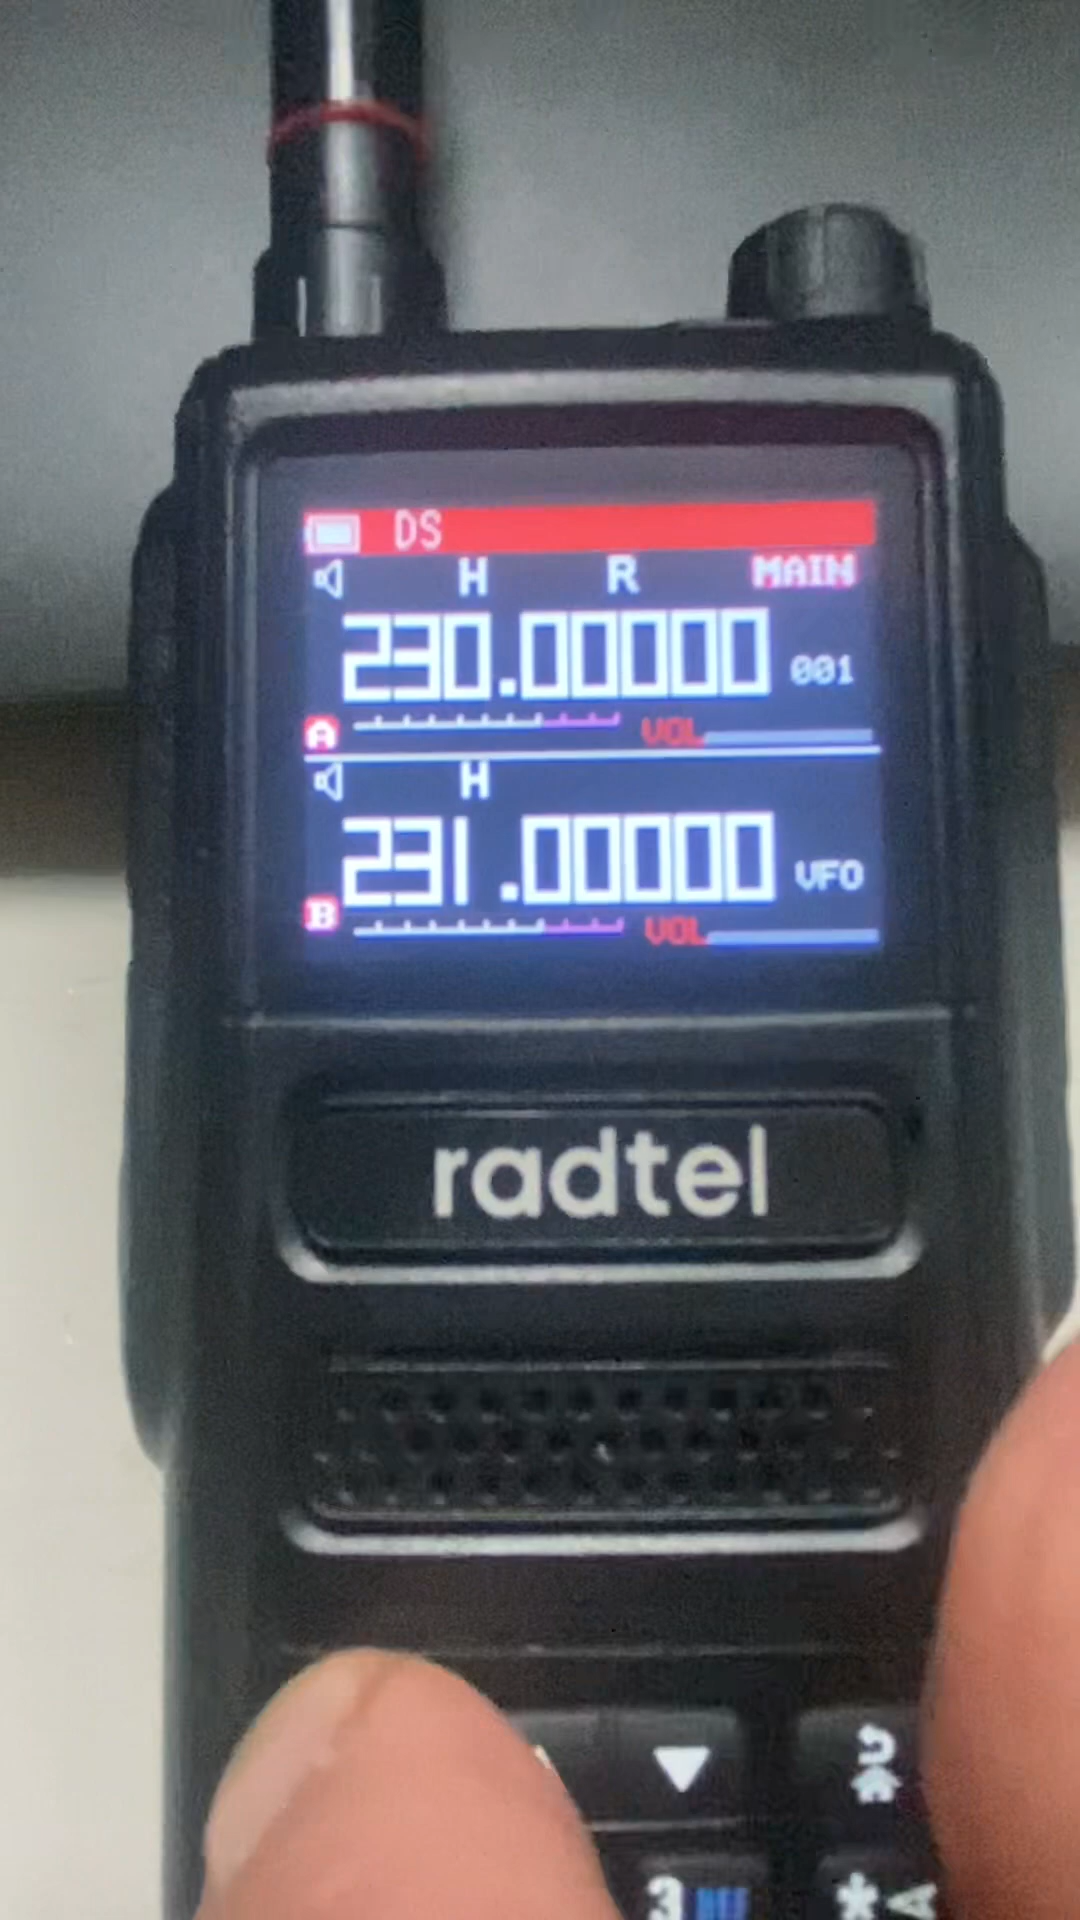 DS
H R MAIN
230.00000 001
A VOL
H
231.00000 VFO
B VOL
radtel
3
*